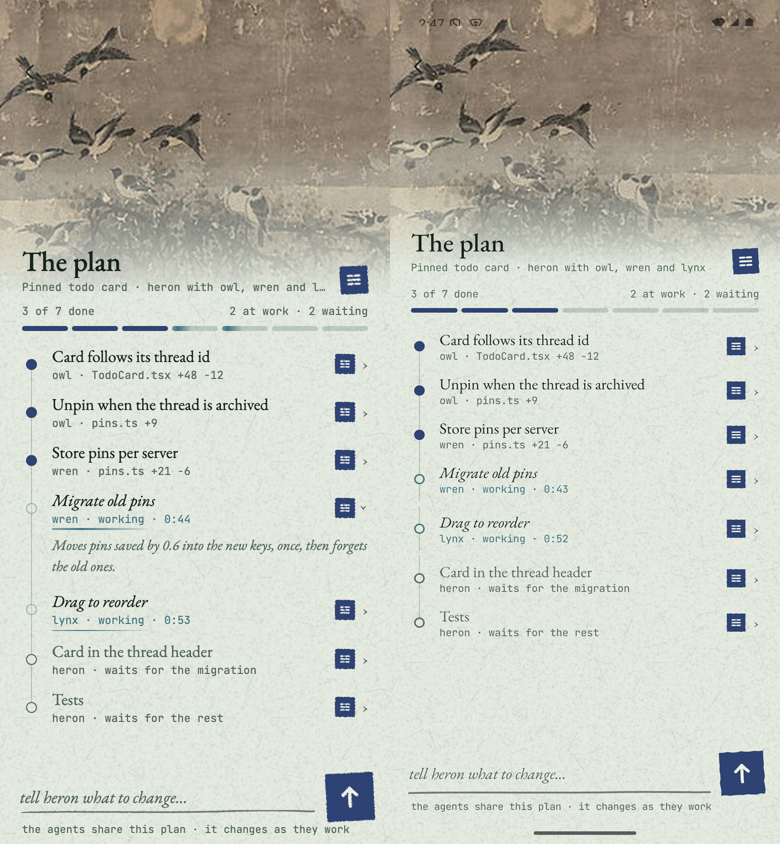 The plan
Pinned todo card · heron with owl, wren and l…
3 of 7 done
2 at work · 2 waiting
Card follows its thread id
owl · TodoCard.tsx +48 -12
Unpin when the thread is archived
owl · pins.ts +9
Store pins per server
wren · pins.ts +21 -6
Migrate old pins
wren · working · 0:44
Moves pins saved by 0.6 into the new keys, once, then forgets
the old ones.
Drag to reorder
lynx · working · 0:53
Card in the thread header
heron · waits for the migration
Tests
heron · waits for the rest
tell heron what to change...
the agents share this plan · it changes as they work
2:47
The plan
Pinned todo card · heron with owl, wren and lynx
3 of 7 done
2 at work · 2 waiting
Card follows its thread id
owl · TodoCard.tsx +48 -12
Unpin when the thread is archived
owl · pins.ts +9
Store pins per server
wren · pins.ts +21 -6
Migrate old pins
wren · working · 0:43
Drag to reorder
lynx · working · 0:52
Card in the thread header
heron · waits for the migration
Tests
heron · waits for the rest
tell heron what to change...
the agents share this plan · it changes as they work